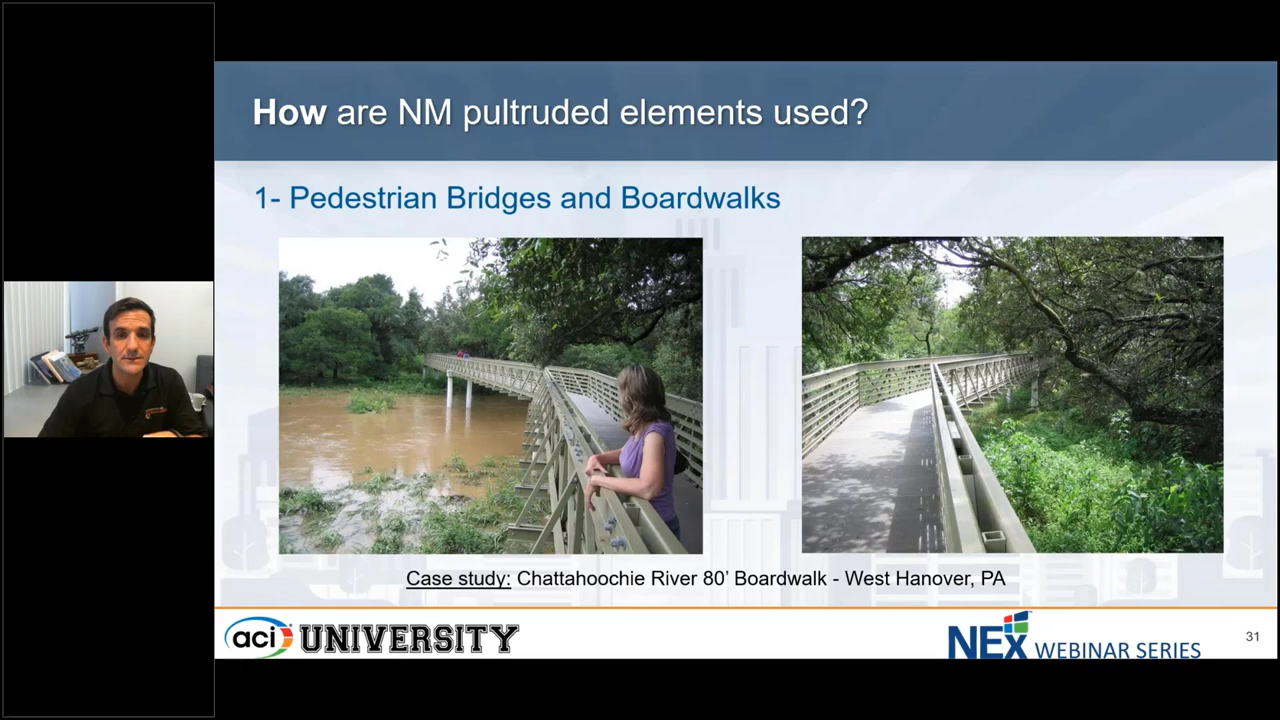 How are NM pultruded elements used?
1- Pedestrian Bridges and Boardwalks
Case study: Chattahoochie River 80’ Boardwalk - West Hanover, PA
aci UNIVERSITY
NEx WEBINAR SERIES
31